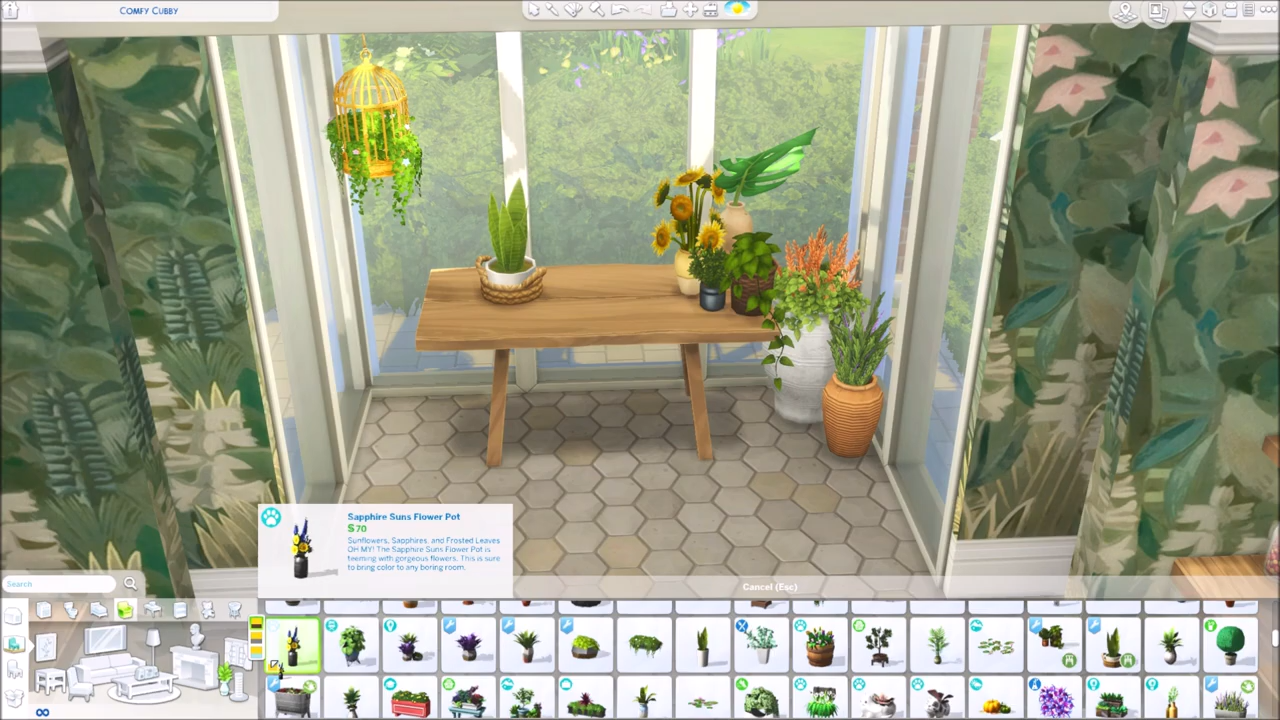 Comfy Cubby
Sapphire Suns Flower Pot
$70
Sunflowers, Sapphires, and Frosted Leaves
OH MY! The Sapphire Suns Flower Pot is
teeming with gorgeous flowers. This is sure
to bring color to any boring room.
Cancel (Esc)
Search